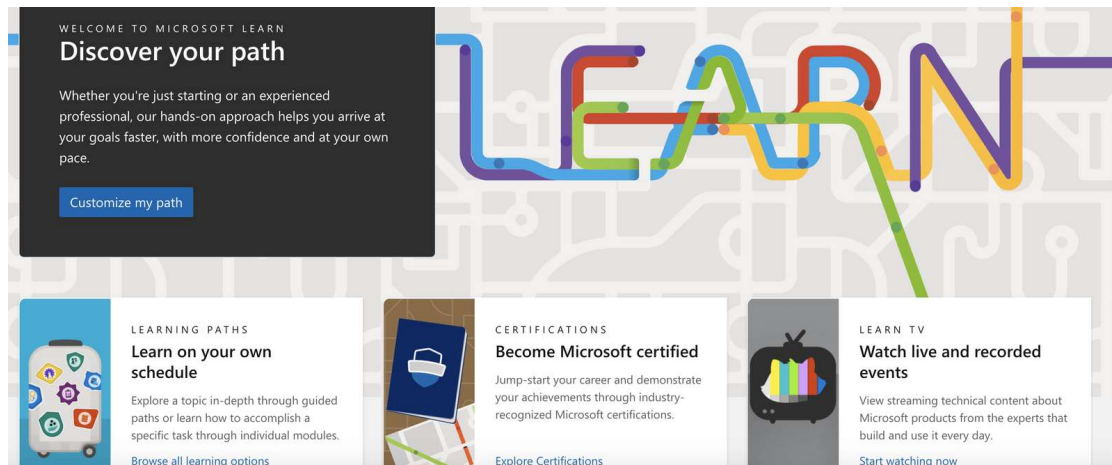 WELCOME TO MICROSOFT LEARN
Discover your path
Whether you're just starting or an experienced
professional, our hands-on approach helps you arrive at
your goals faster, with more confidence and at your own
pace.
Customize my path
LEARN
LEARNING PATHS
Learn on your own
schedule
Explore a topic in-depth through guided
paths or learn how to accomplish a
specific task through individual modules.
Browse all learning options
CERTIFICATIONS
Become Microsoft certified
Jump-start your career and demonstrate
your achievements through industry-
recognized Microsoft certifications.
Explore Certifications
LEARN TV
Watch live and recorded
events
View streaming technical content about
Microsoft products from the experts that
build and use it every day.
Start watching now